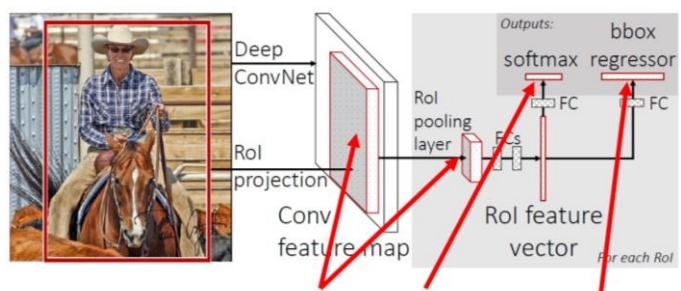 Outputs:
bbox
softmax regressor
Deep
ConvNet
FC
FC
RoI
pooling
layer
FCs
RoI
projection
Conv
feature map
RoI feature
vector
For each RoI